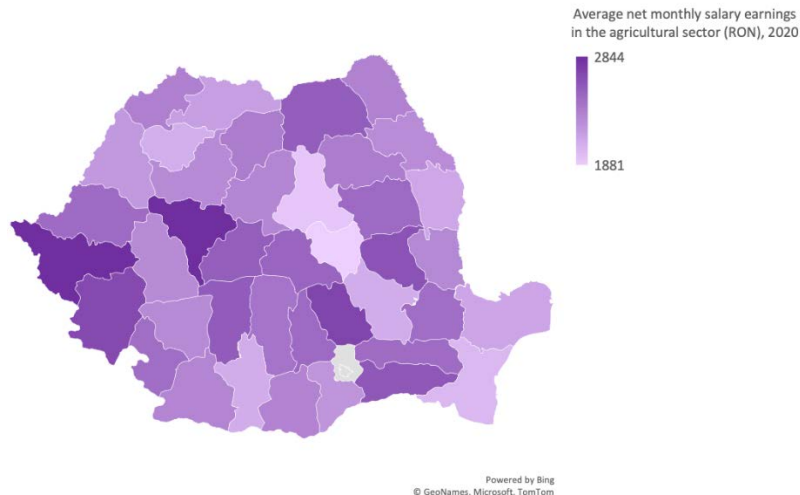 Average net monthly salary earnings
in the agricultural sector (RON), 2020
2844
1881
Powered by Bing
© GeoNames, Microsoft, TomTom